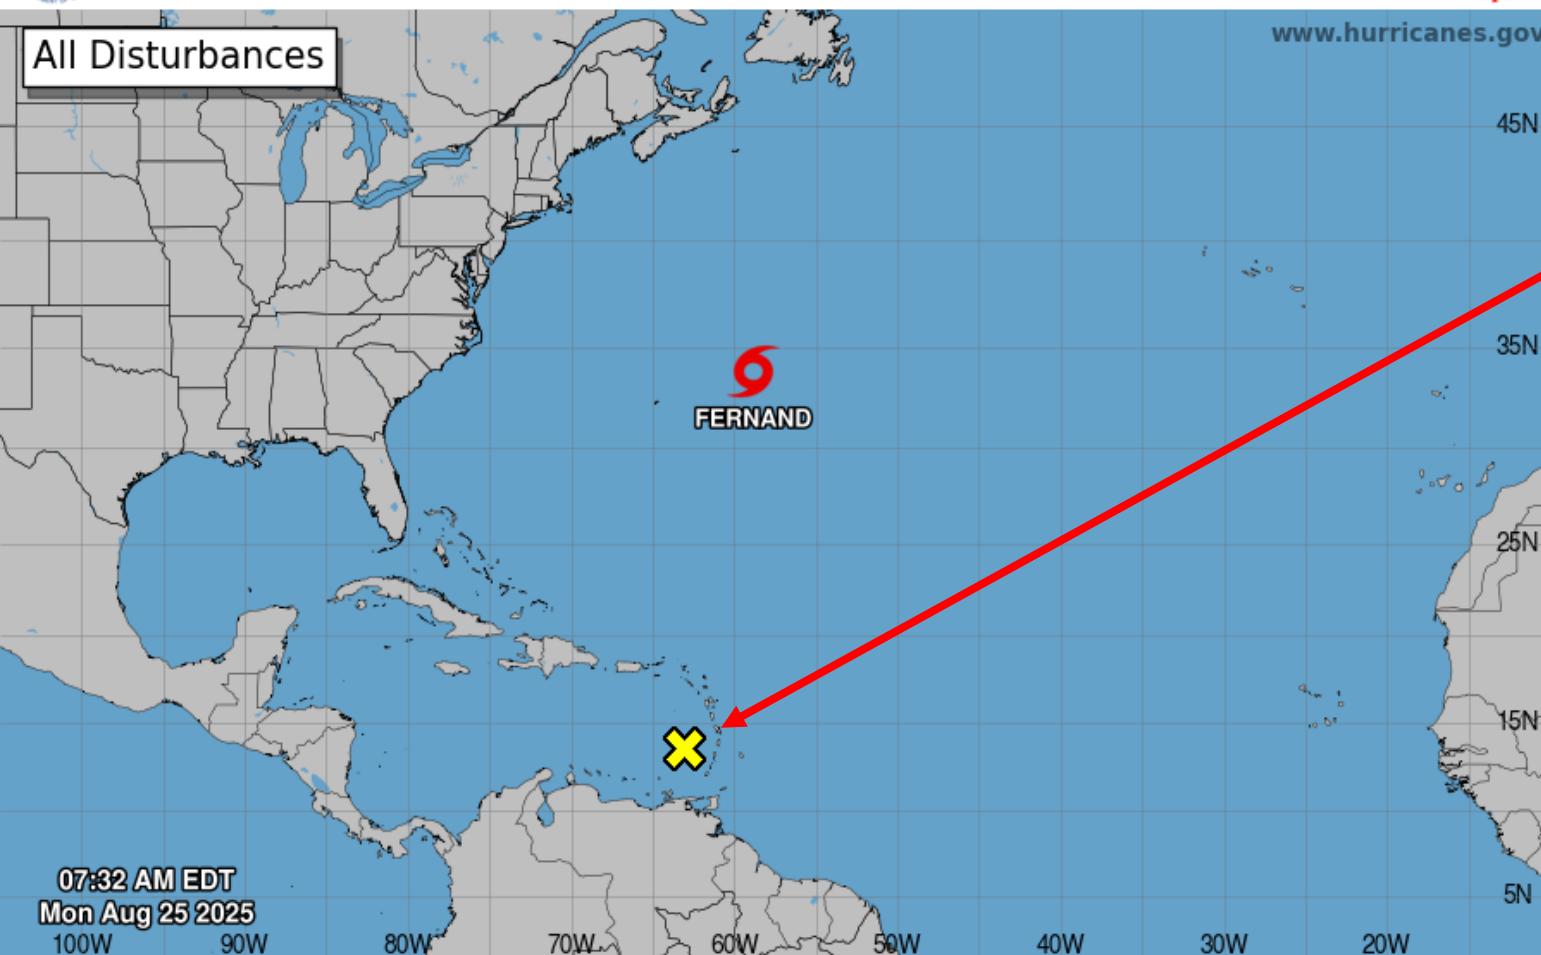 All Disturbances
www.hurricanes.gov
45N
35N
FERNAND
25N
15N
07:32 AM EDT
Mon Aug 25 2025
5N
100W 90W 80W 70W 60W 50W 40W 30W 20W